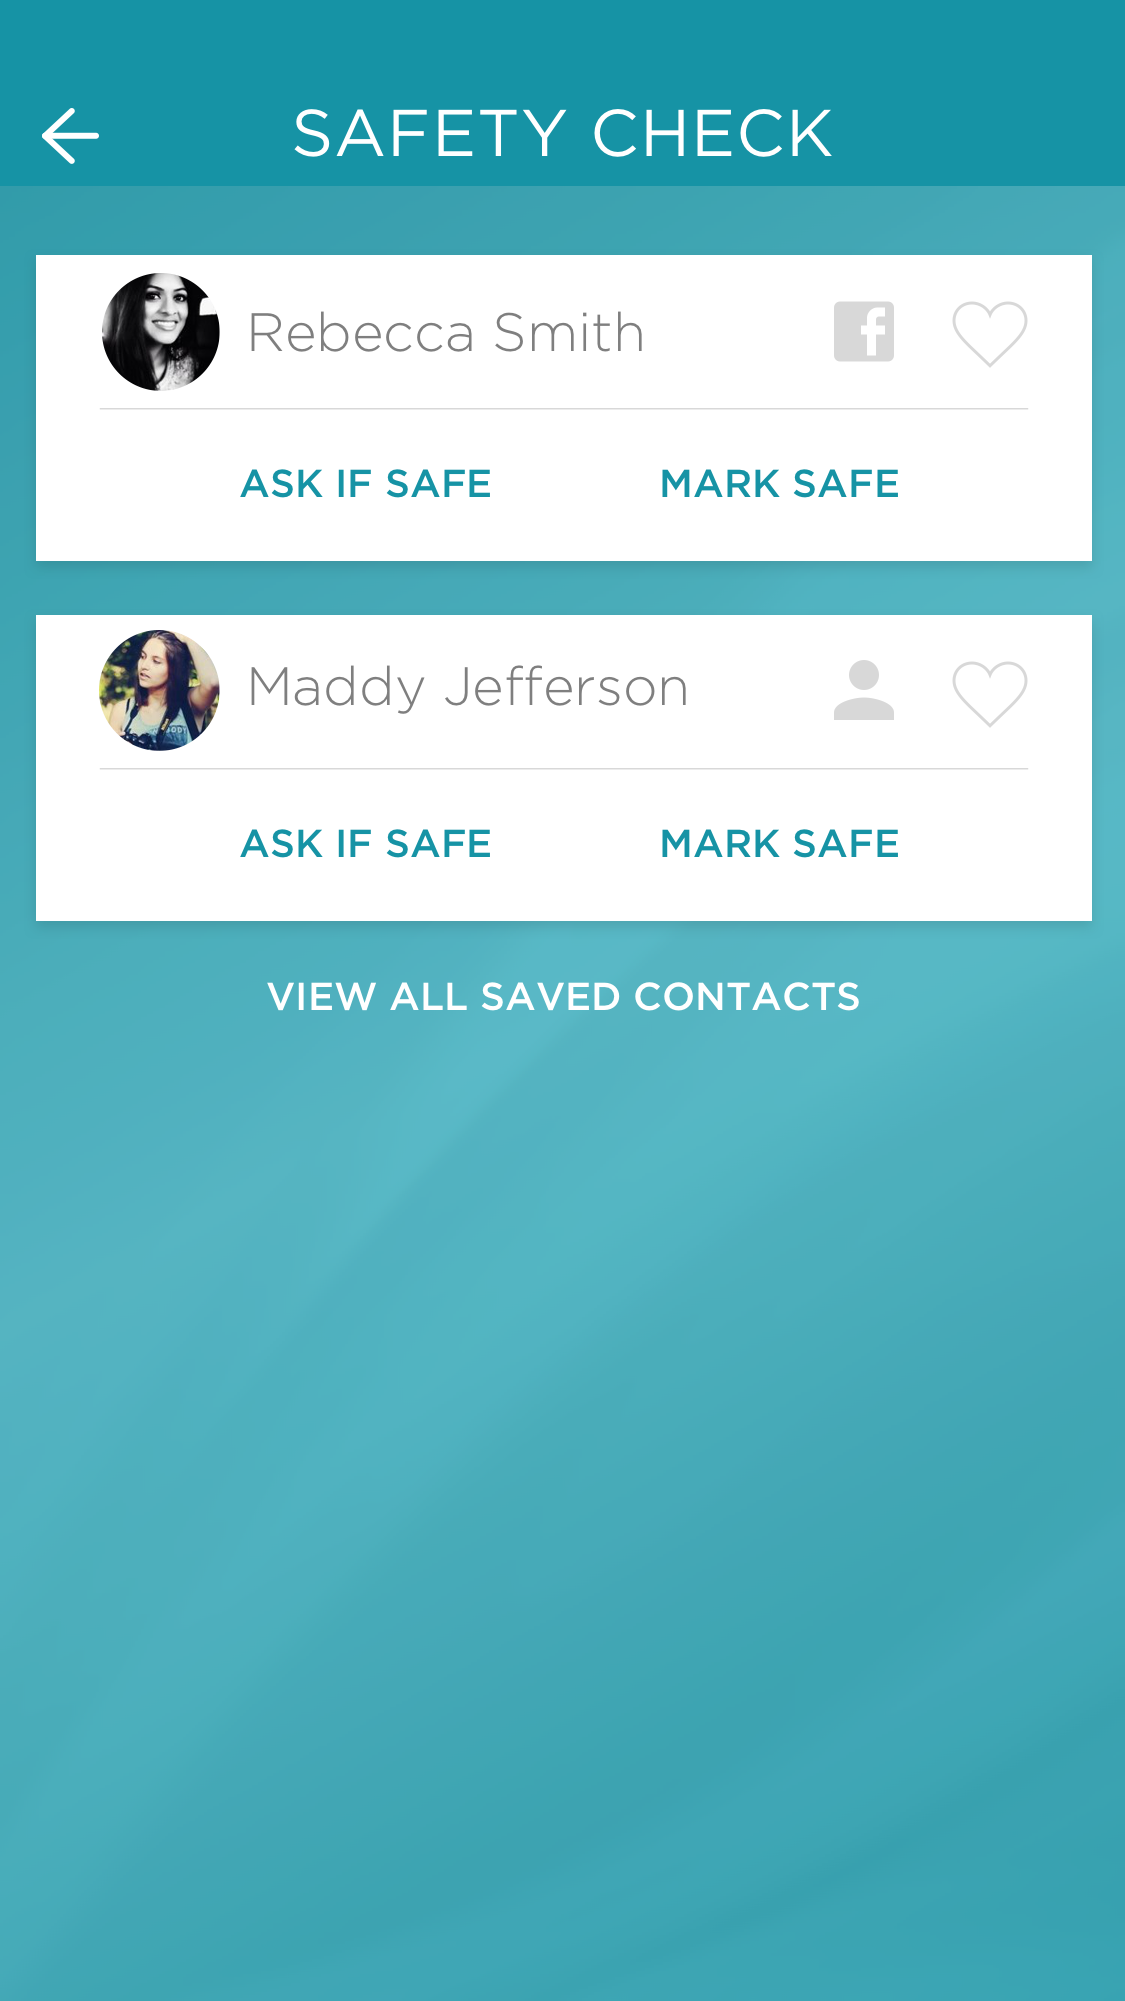 SAFETY CHECK
Rebecca Smith
ASK IF SAFE MARK SAFE
Maddy Jefferson
ASK IF SAFE MARK SAFE
VIEW ALL SAVED CONTACTS